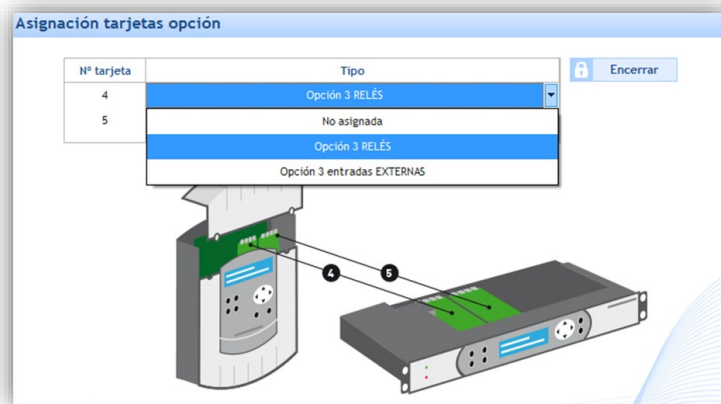 Asignación tarjetas opción
Nº tarjeta Tipo
Encerrar
4 Opción 3 RELÉS
5 No asignada
Opción 3 RELÉS
Opción 3 entradas EXTERNAS
4 5